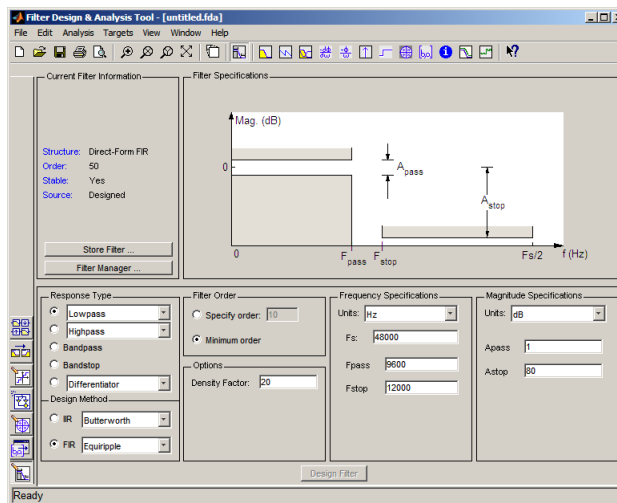 Filter Design & Analysis Tool - [untitled.fda]
File Edit Analysis Targets View Window Help
Current Filter Information
Structure: Direct-Form FIR
Order: 50
Stable: Yes
Source: Designed
Store Filter ...
Filter Manager ...
Filter Specifications
Mag. (dB)
0
A pass
A stop
0 F pass F stop Fs/2 f (Hz)
Response Type
Lowpass
Highpass
Bandpass
Bandstop
Differentiator
Design Method
IIR Butterworth
FIR Equiripple
Filter Order
Specify order: 10
Minimum order
Options
Density Factor: 20
Frequency Specifications
Units: Hz
Fs: 48000
Fpass 9600
Fstop 12000
Magnitude Specifications
Units: dB
Apass 1
Astop 80
Design Filter
Ready